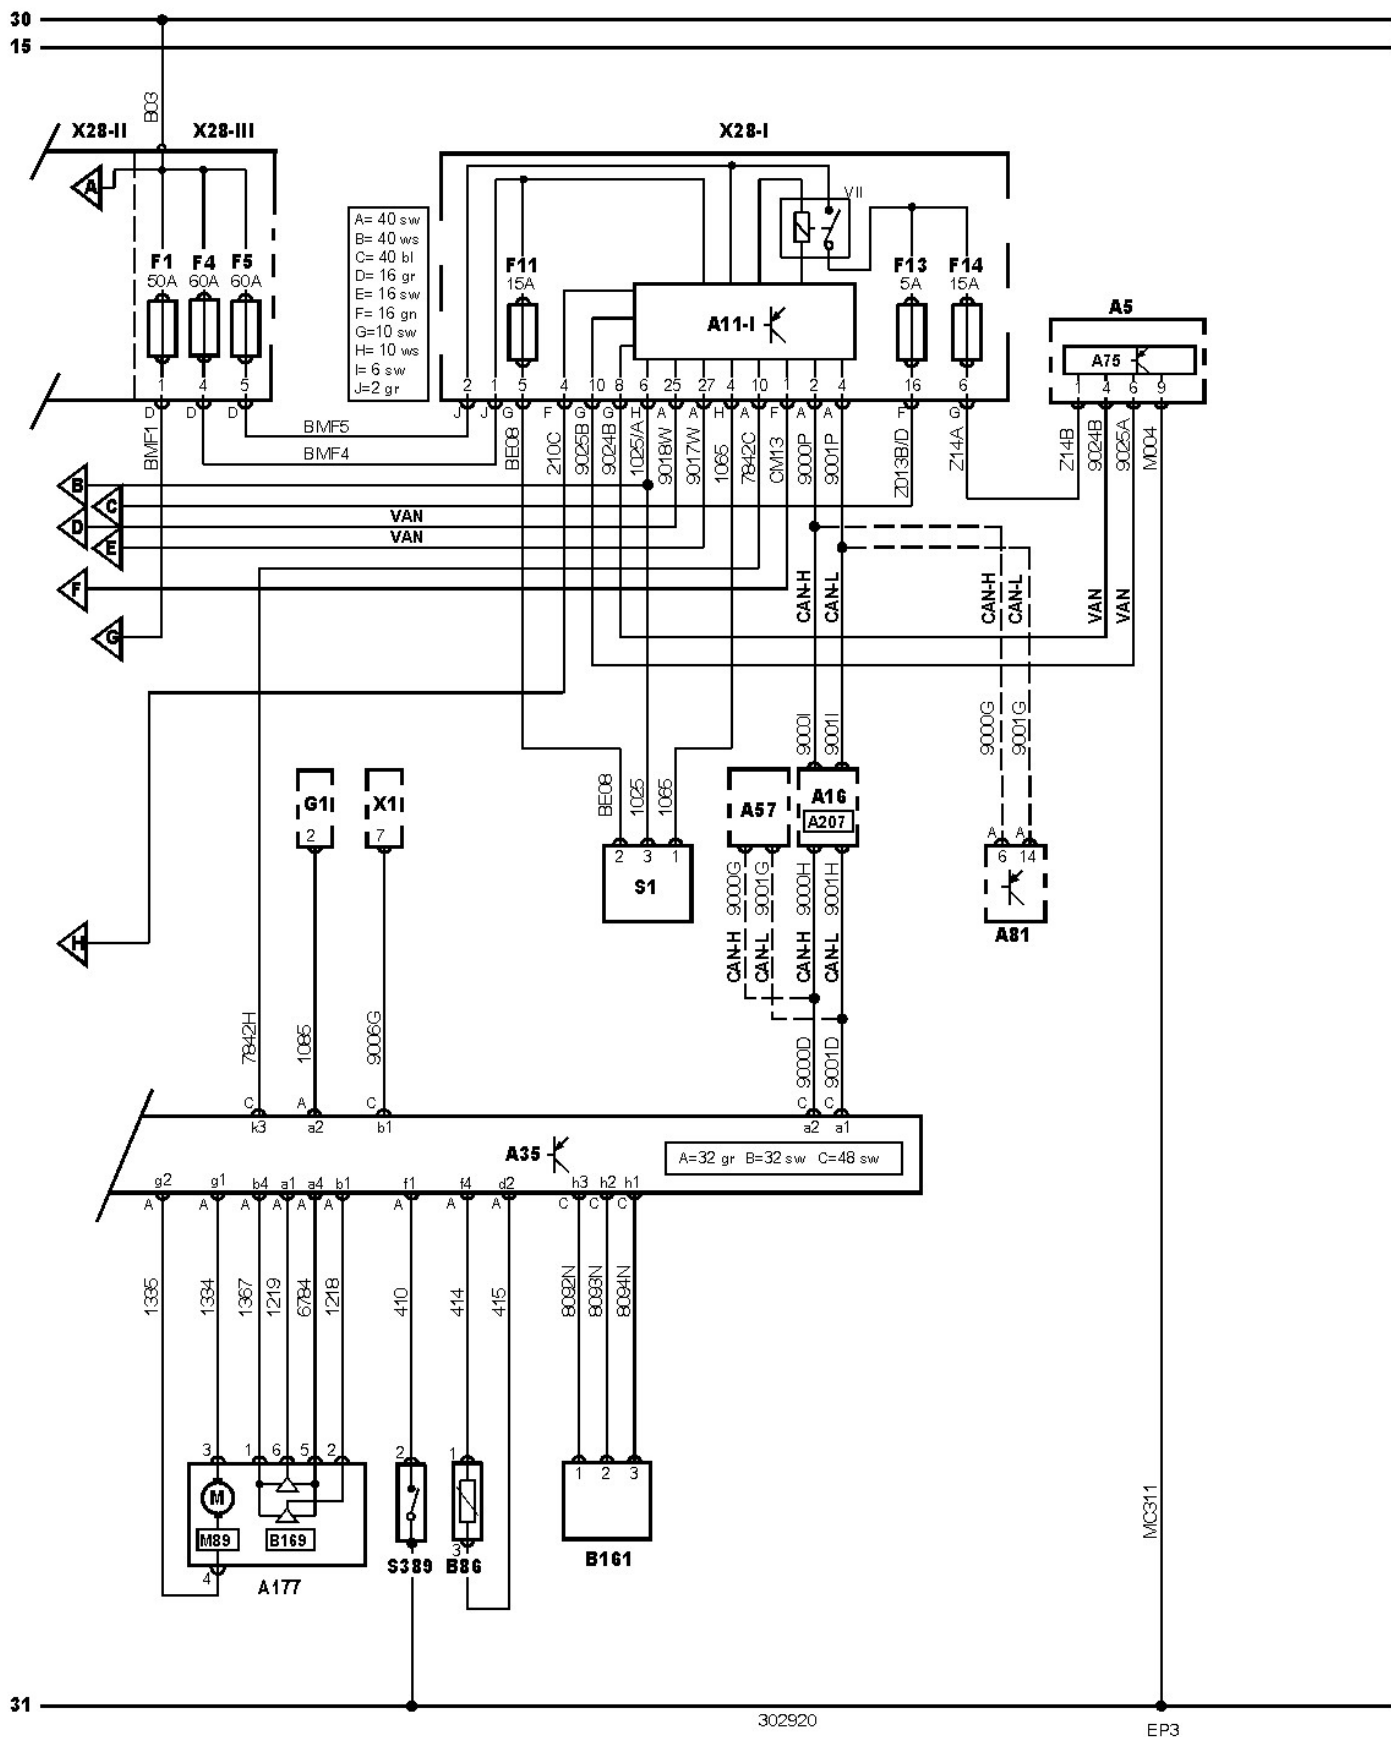 30
15
B03
X28-II X28-III X28-I
A
VII
A= 40 sw
B= 40 ws
C= 40 bl
D= 16 gr
E= 16 sw
F= 16 gn
G=10 sw
H= 10 ws
I= 6 sw
J=2 gr
F1 F4 F5
50A 60A 60A
F11
15A
A11-I
F13 F14
5A 15A
A5
A75
1 4 5 2 1 5 4 10 8 6 25 27 4 10 1 2 4 16 6 1 4 6 9
D D D J J G F G G H A A H A F A A F G
BMF5
BMF4
BMF1 BE08 210C 9025B 9024B 1025/A 9018W 9017W 1065 7842C CM13 9000P 9001P Z013B/D Z14A Z14B 9024B 9025A M004
B
C
VAN
D
VAN
E
F
G
CAN-H CAN-L CAN-H CAN-L VAN VAN
9000I 9001I 9000G 9001G
G1 X1
2 7
BE08 1025 1065
A57 A16
A207
A A
2 3 1
S1
6 14
A81
9000G 9001G 9000H 9001H
CAN-H CAN-L CAN-H CAN-L
H
7842H 1085 9006G 9000D 9001D
C A C C C
k3 a2 b1 a2 a1
A35
A=32 gr B=32 sw C=48 sw
g2 g1 b4 a1 a4 b1 f1 f4 d2 h3 h2 h1
A A A A A A A A A C C C
1335 1334 1367 1219 6784 1218 410 414 415 8092N 8093N 8094N
3 1 6 5 2 2 1
1 2 3
M
M89 B169
4
A177
S389
3
B86
B161
MC311
31
302920
EP3